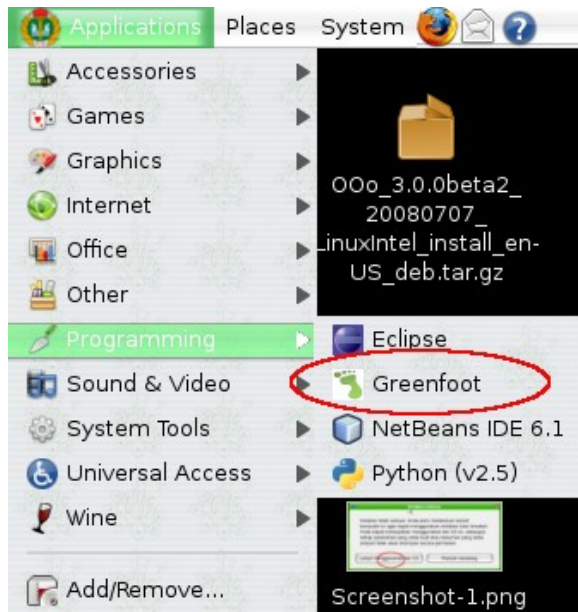 Applications Places System
Accessories
Games
Graphics
Internet
Office
Other
Programming
Sound & Video
System Tools
Universal Access
Wine
Add/Remove...
OOo_3.0.0beta2_
20080707_
LinuxIntel_install_en-
US_deb.tar.gz
Eclipse
Greenfoot
NetBeans IDE 6.1
Python (v2.5)
Screenshot-1.png